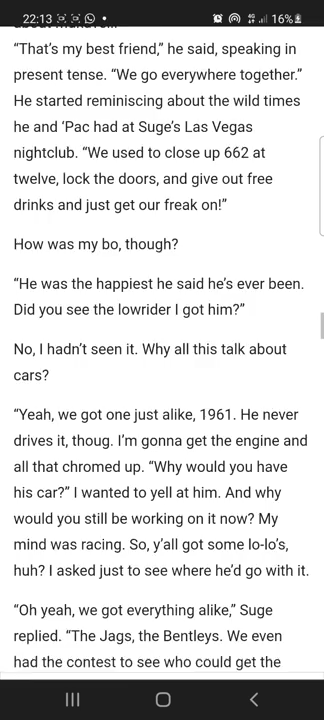 22:13
16%
"That's my best friend," he said, speaking in
present tense. "We go everywhere together."
He started reminiscing about the wild times
he and 'Pac had at Suge's Las Vegas
nightclub. "We used to close up 662 at
twelve, lock the doors, and give out free
drinks and just get our freak on!"
How was my bo, though?
"He was the happiest he said he's ever been.
Did you see the lowrider I got him?"
No, I hadn't seen it. Why all this talk about
cars?
"Yeah, we got one just alike, 1961. He never
drives it, thoug. I'm gonna get the engine and
all that chromed up. "Why would you have
his car?" I wanted to yell at him. And why
would you still be working on it now? My
mind was racing. So, y'all got some lo-lo's,
huh? I asked just to see where he'd go with it.
"Oh yeah, we got everything alike," Suge
replied. "The Jags, the Bentleys. We even
had the contest to see who could get the